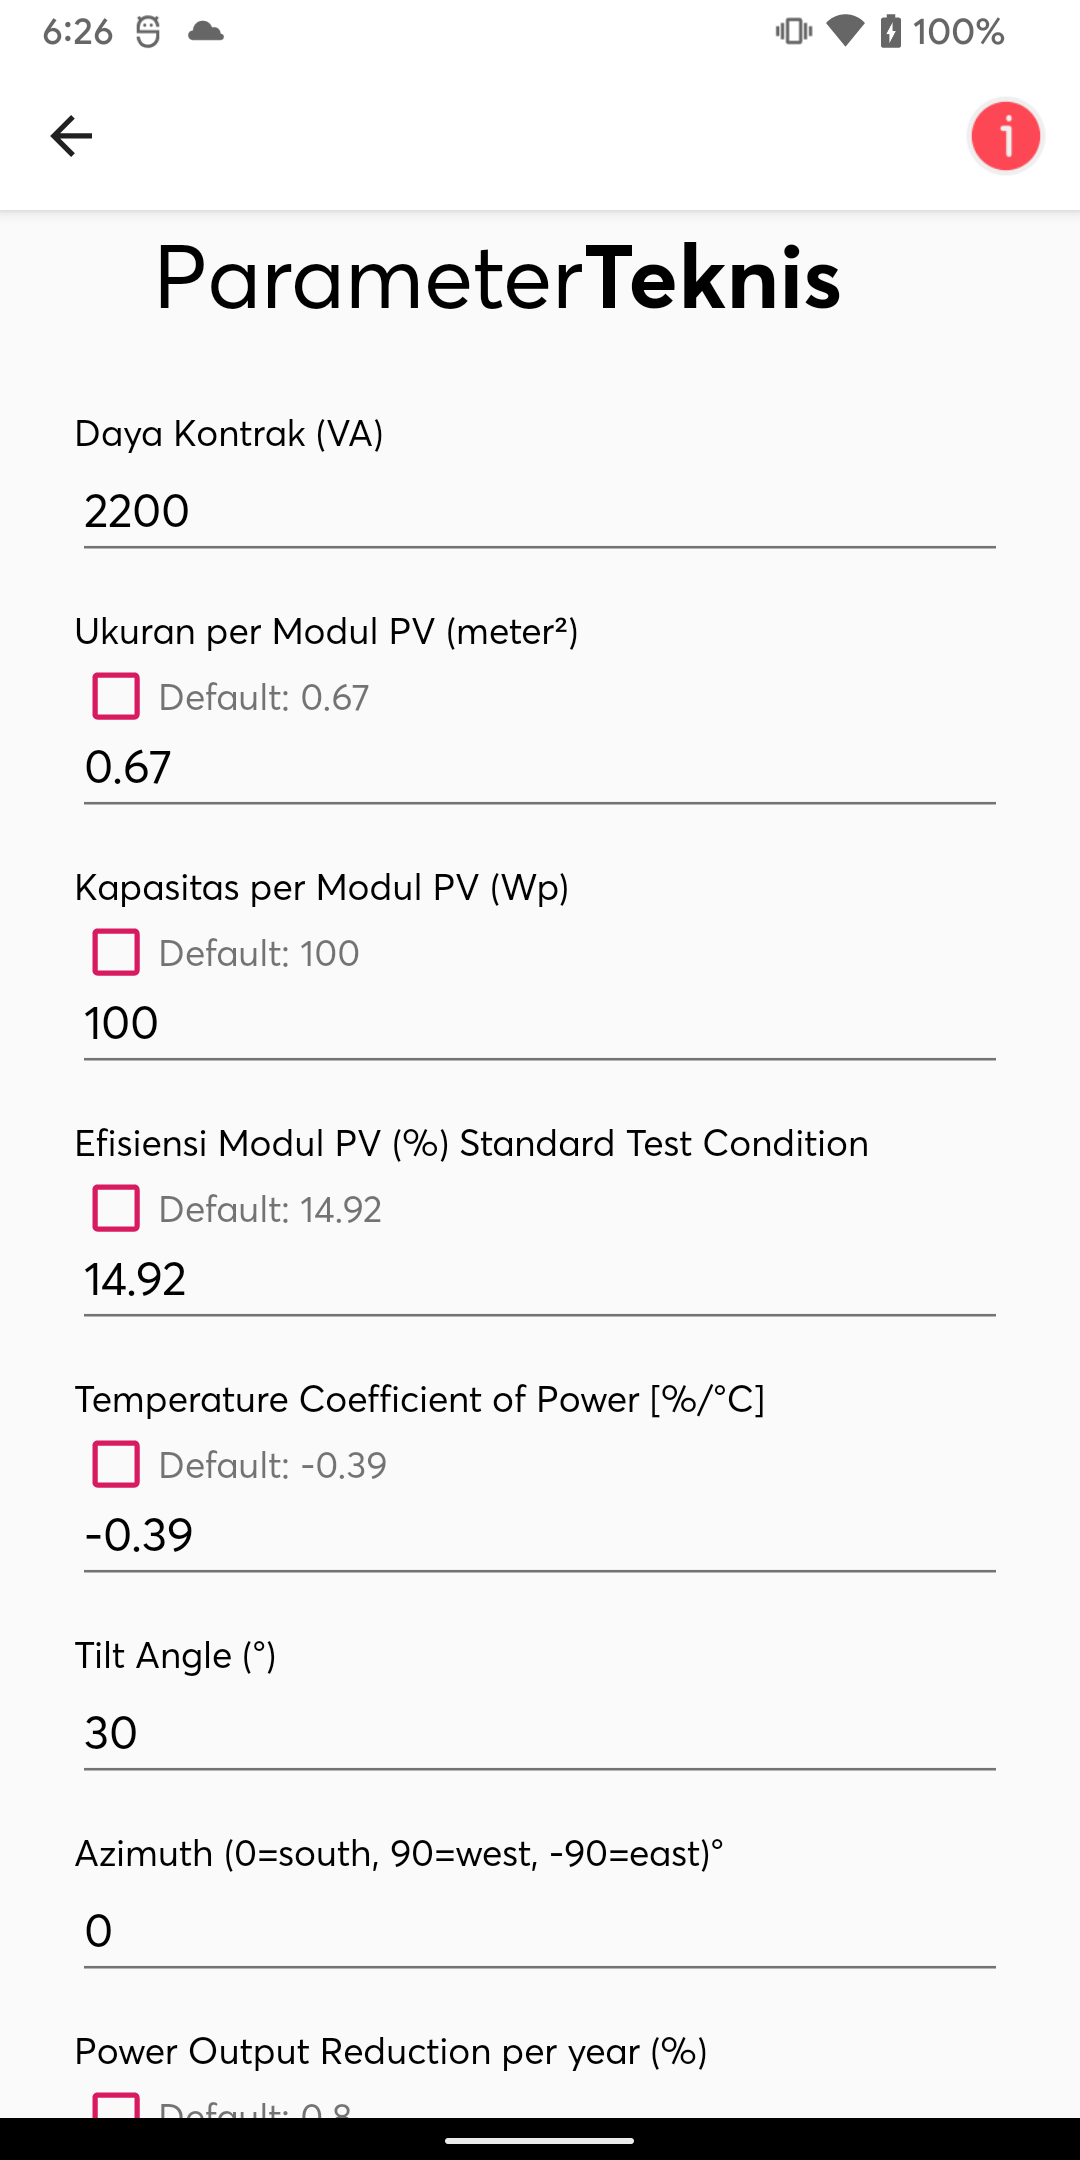 6:26
100%
ParameterTeknis
Daya Kontrak (VA)
2200
Ukuran per Modul PV (meter²)
Default: 0.67
0.67
Kapasitas per Modul PV (Wp)
Default: 100
100
Efisiensi Modul PV (%) Standard Test Condition
Default: 14.92
14.92
Temperature Coefficient of Power [%/°C]
Default: -0.39
-0.39
Tilt Angle (°)
30
Azimuth (0=south, 90=west, -90=east)°
0
Power Output Reduction per year (%)
Default: 0.8